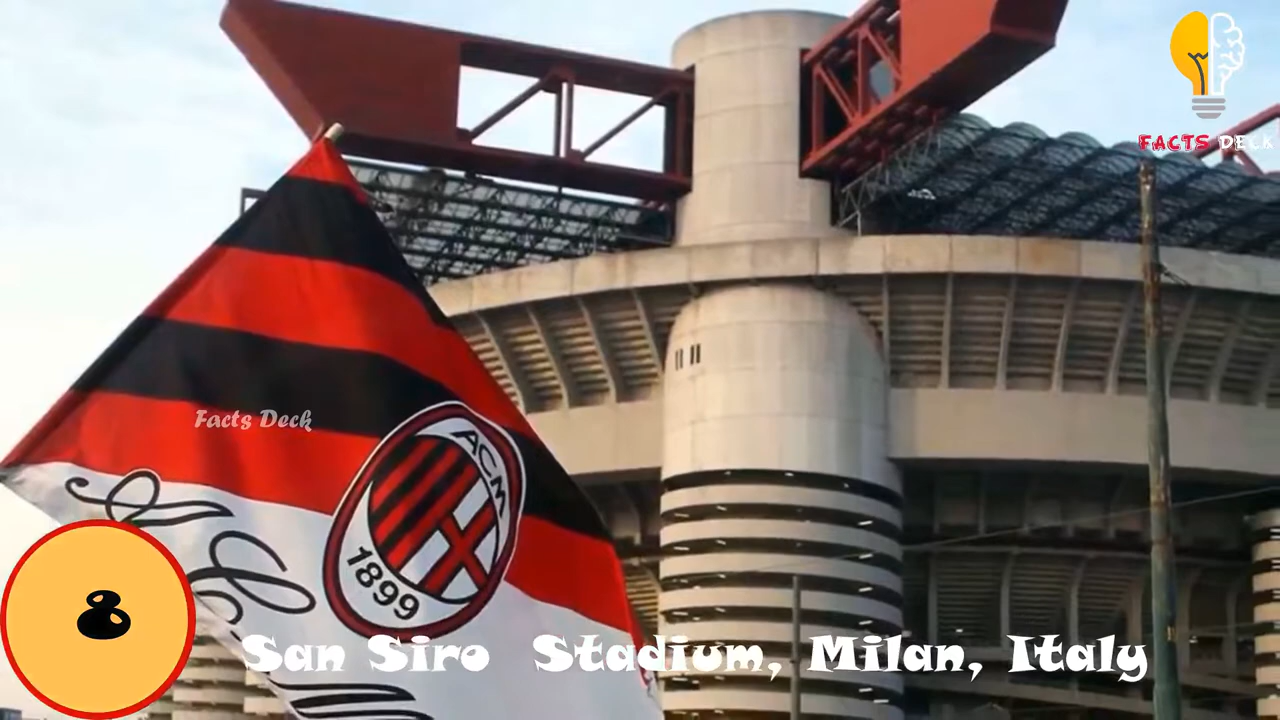 FACTS DECK
Facts Deck
ACM
1899
A.C.
8
San Siro Stadium, Milan, Italy